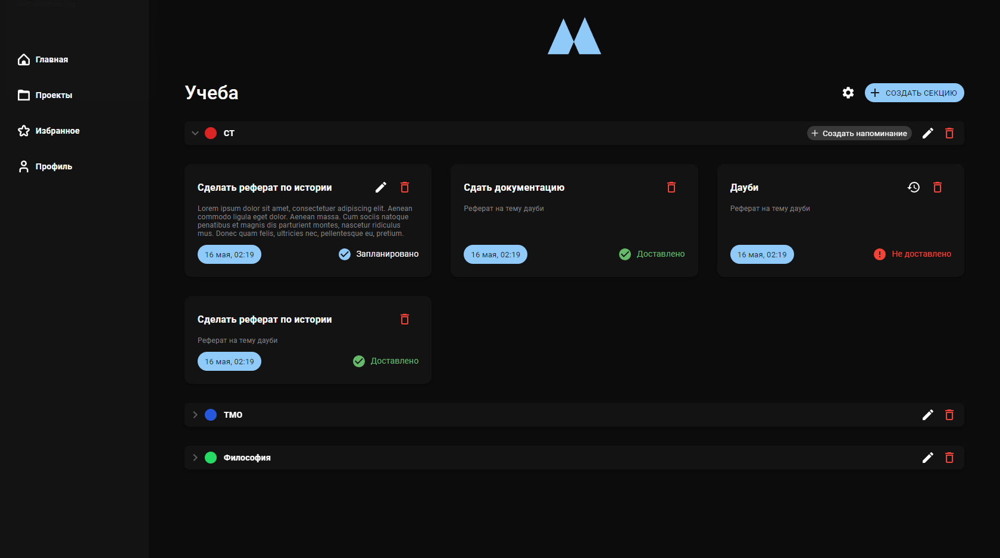 Главная
Проекты
Избранное
Профиль
Учеба
СОЗДАТЬ СЕКЦИЮ
СТ
Создать напоминание
Сделать реферат по истории
Lorem ipsum dolor sit amet, consectetuer adipiscing elit. Aenean
commodo ligula eget dolor. Aenean massa. Cum sociis natoque
penatibus et magnis dis parturient montes, nascetur ridiculus
mus. Donec quam felis, ultricies nec, pellentesque eu, pretium.
16 мая, 02:19
Запланировано
Сдать документацию
Реферат на тему дауби
16 мая, 02:19
Доставлено
Дауби
Реферат на тему дауби
16 мая, 02:19
Не доставлено
Сделать реферат по истории
Реферат на тему дауби
16 мая, 02:19
Доставлено
ТМО
Философия